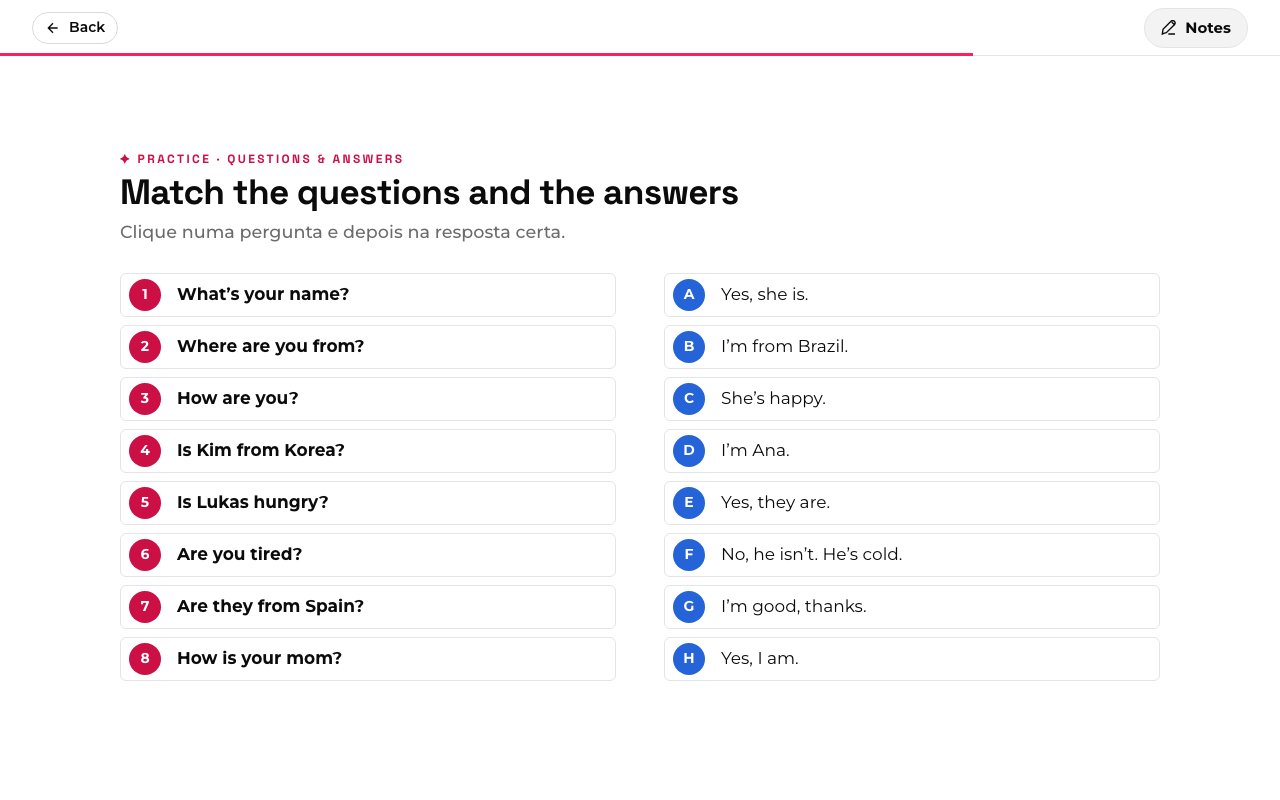 Back
Notes
PRACTICE · QUESTIONS & ANSWERS
Match the questions and the answers
Clique numa pergunta e depois na resposta certa.
1 What’s your name?
A Yes, she is.
2 Where are you from?
B I’m from Brazil.
3 How are you?
C She’s happy.
4 Is Kim from Korea?
D I’m Ana.
5 Is Lukas hungry?
E Yes, they are.
6 Are you tired?
F No, he isn’t. He’s cold.
7 Are they from Spain?
G I’m good, thanks.
8 How is your mom?
H Yes, I am.